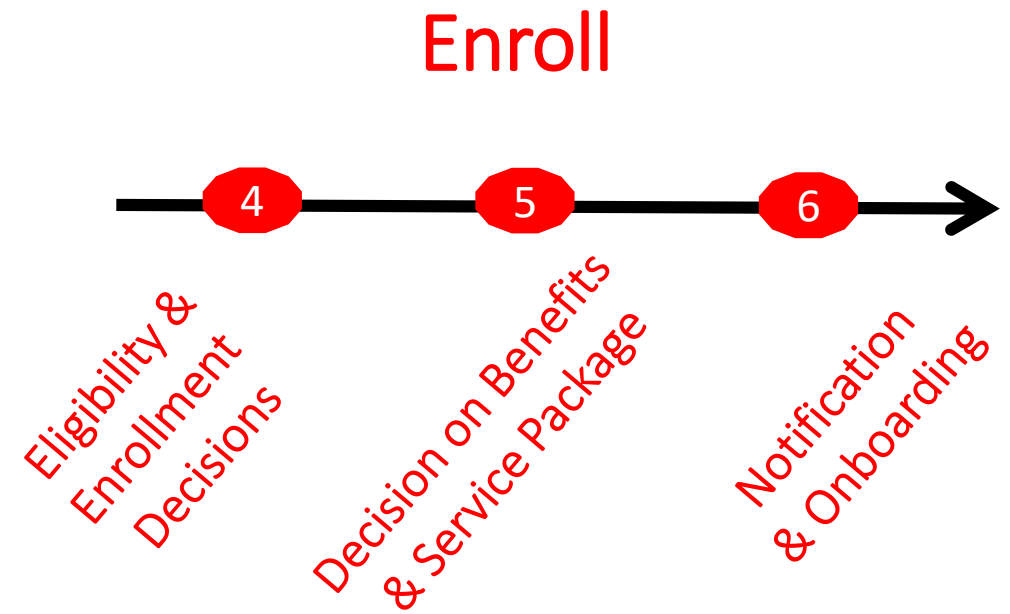 Enroll
4
5
6
Eligibility &
Enrollment
Decisions
Decision on Benefits
& Service Package
Notification
& Onboarding